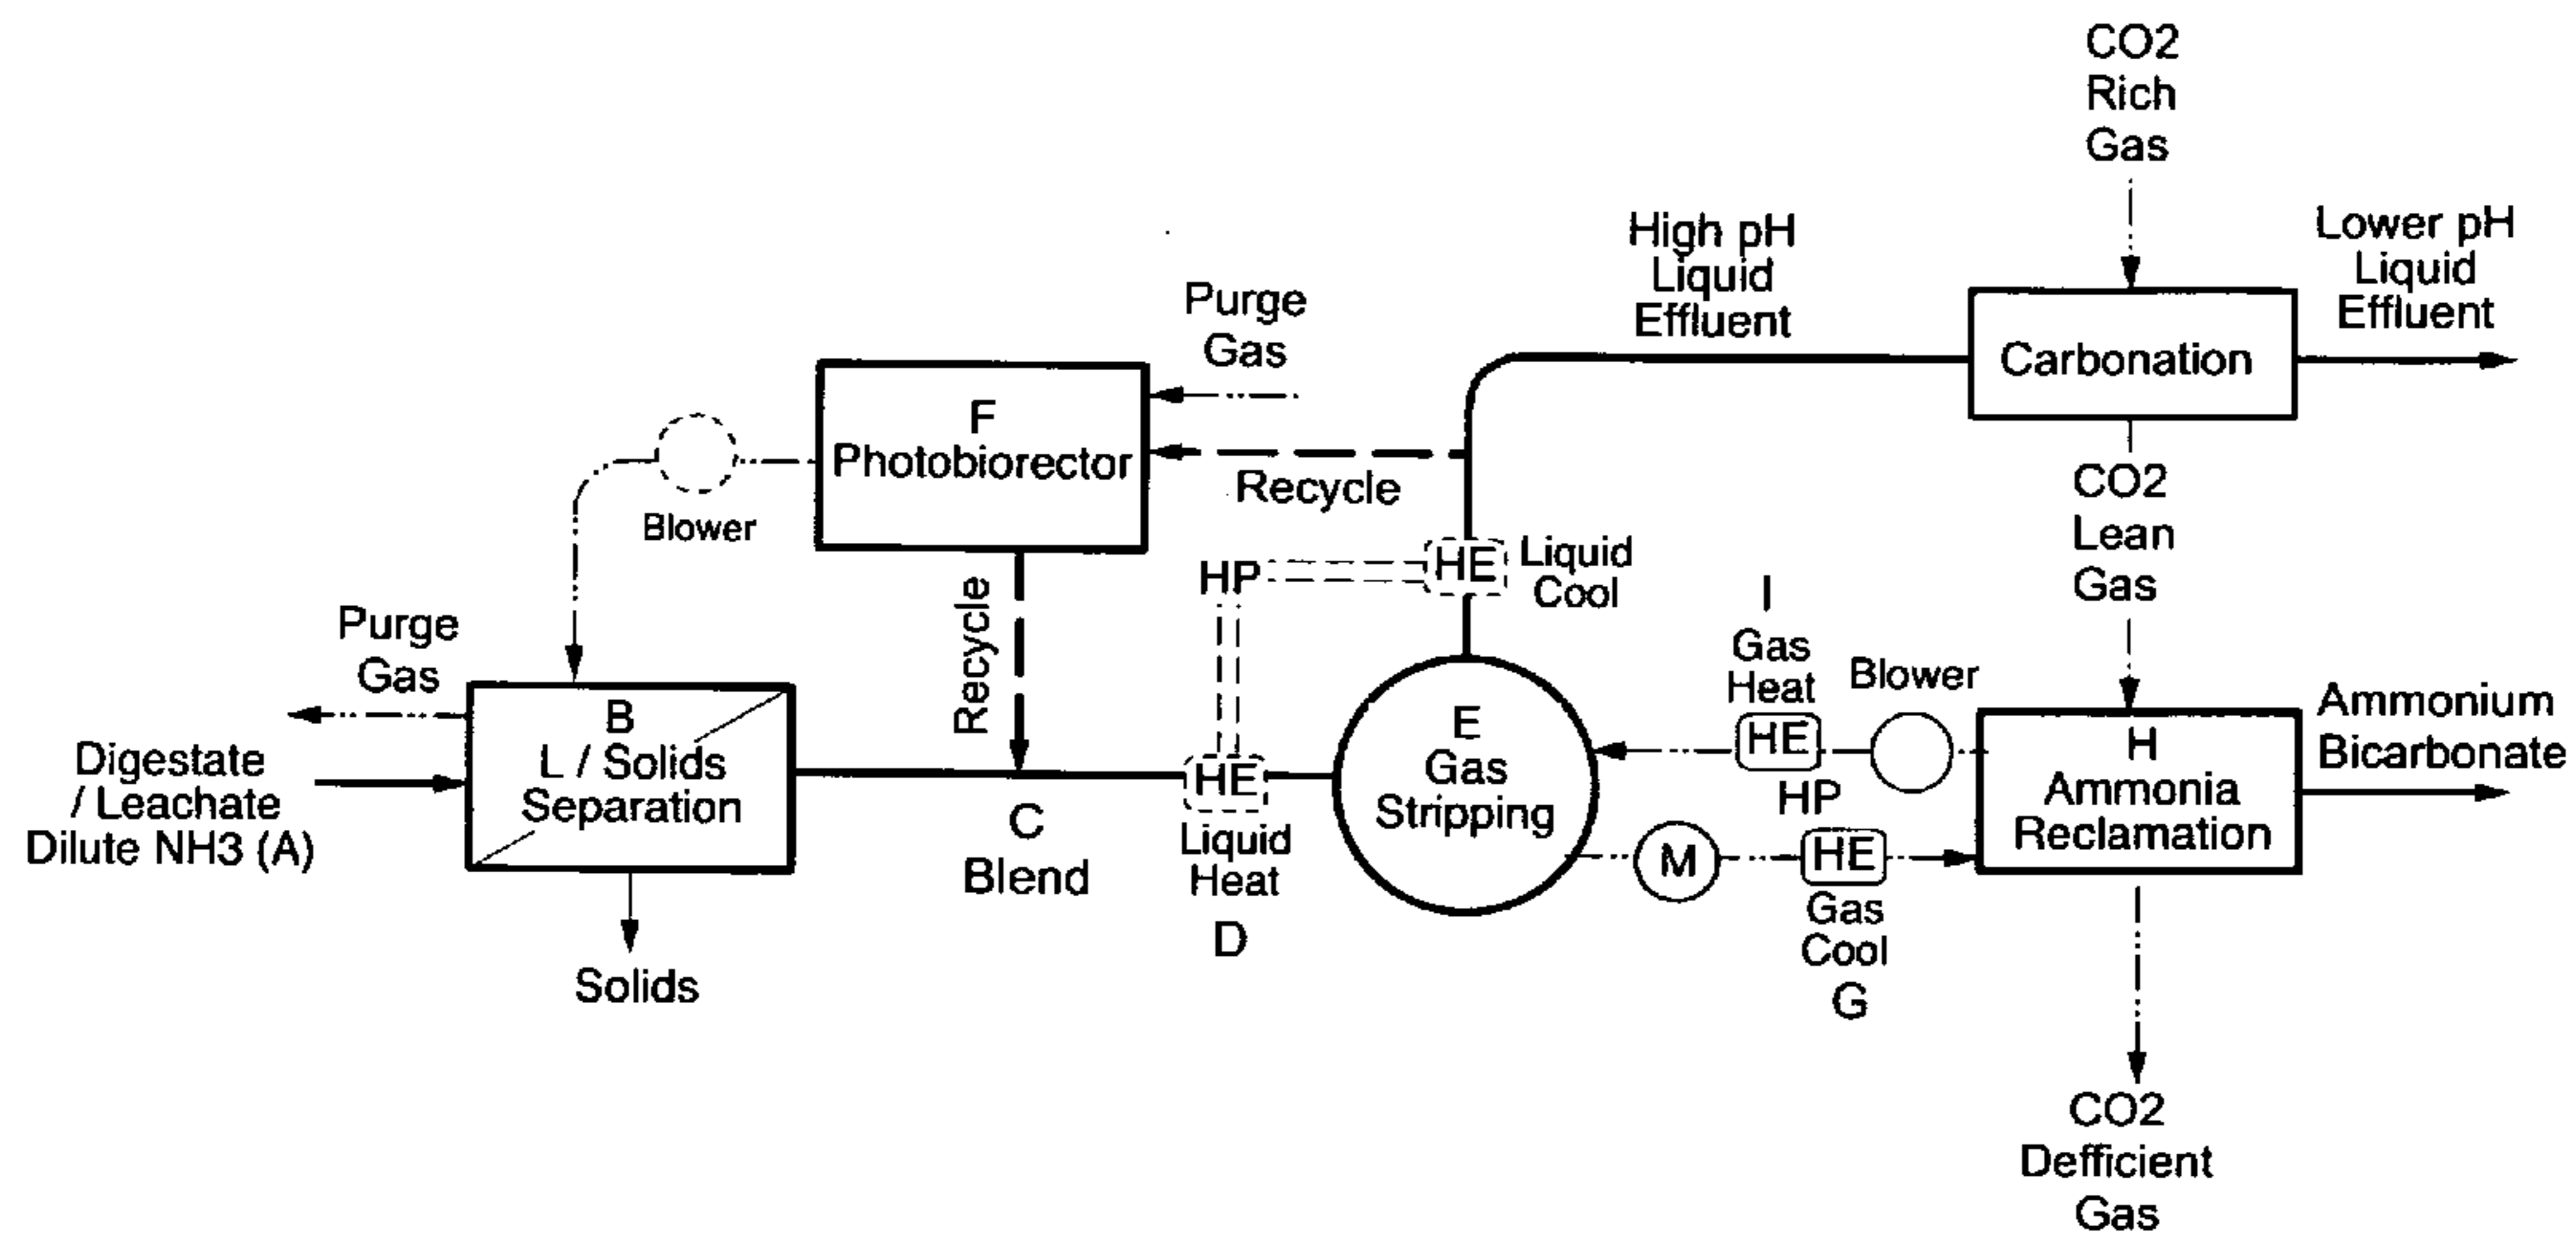 CO2
Rich
Gas
High pH
Liquid
Effluent
Lower pH
Liquid
Effluent
Purge
Gas
Carbonation
F
Photobiorector
Recycle
Blower
CO2
Lean
Gas
HP
HE
Liquid
Cool
Recycle
I
Gas
Heat
Blower
Purge
Gas
B
L / Solids
Separation
Digestate
/ Leachate
Dilute NH3 (A)
HE
Liquid
Heat
D
C
Blend
E
Gas
Stripping
HE
HP
M
HE
Gas
Cool
G
H
Ammonia
Reclamation
Ammonium
Bicarbonate
Solids
CO2
Defficient
Gas